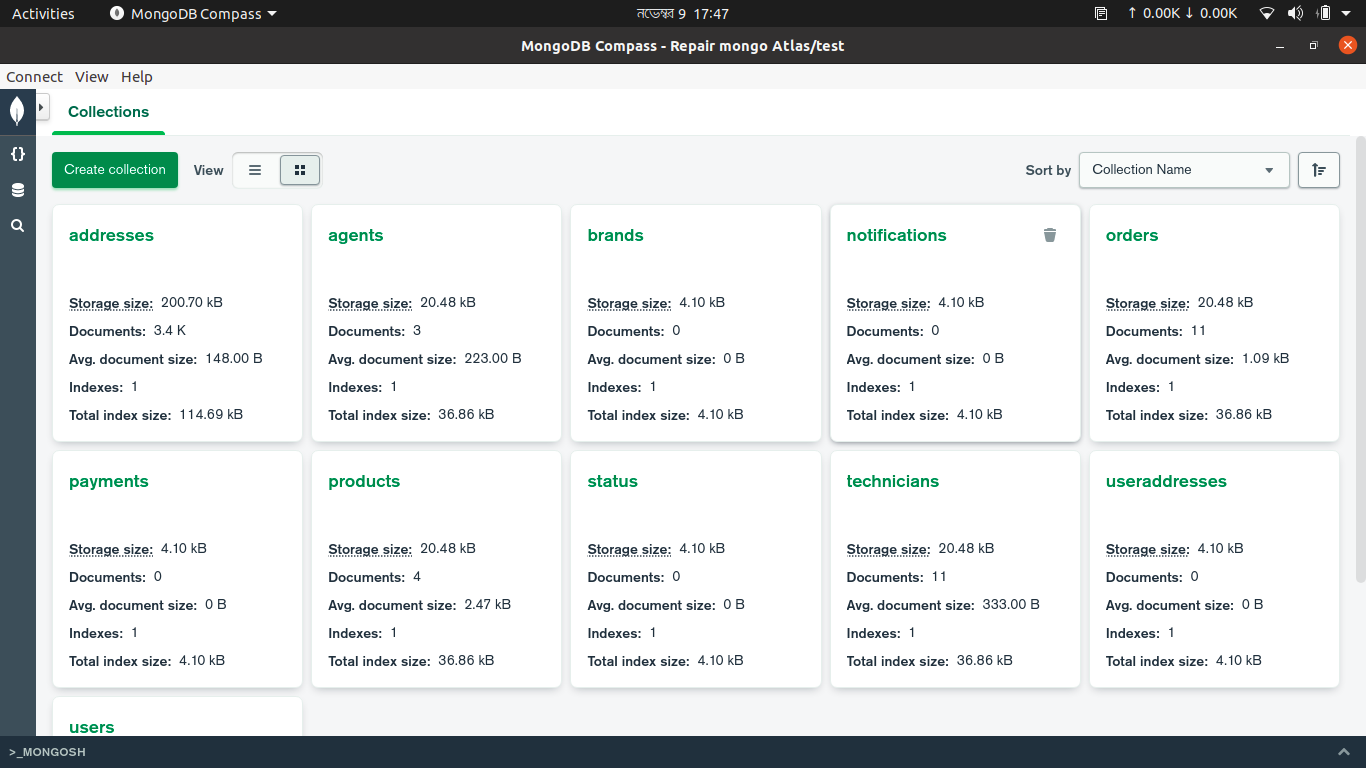 Activities MongoDB Compass নভেম্বর 9 17:47 ↑ 0.00K ↓ 0.00K
MongoDB Compass - Repair mongo Atlas/test
Connect View Help
Collections
Create collection View Sort by Collection Name
addresses agents brands notifications orders
Storage size: 200.70 kB Storage size: 20.48 kB Storage size: 4.10 kB Storage size: 4.10 kB Storage size: 20.48 kB
Documents: 3.4 K Documents: 3 Documents: 0 Documents: 0 Documents: 11
Avg. document size: 148.00 B Avg. document size: 223.00 B Avg. document size: 0 B Avg. document size: 0 B Avg. document size: 1.09 kB
Indexes: 1 Indexes: 1 Indexes: 1 Indexes: 1 Indexes: 1
Total index size: 114.69 kB Total index size: 36.86 kB Total index size: 4.10 kB Total index size: 4.10 kB Total index size: 36.86 kB
payments products status technicians useraddresses
Storage size: 4.10 kB Storage size: 20.48 kB Storage size: 4.10 kB Storage size: 20.48 kB Storage size: 4.10 kB
Documents: 0 Documents: 4 Documents: 0 Documents: 11 Documents: 0
Avg. document size: 0 B Avg. document size: 2.47 kB Avg. document size: 0 B Avg. document size: 333.00 B Avg. document size: 0 B
Indexes: 1 Indexes: 1 Indexes: 1 Indexes: 1 Indexes: 1
Total index size: 4.10 kB Total index size: 36.86 kB Total index size: 4.10 kB Total index size: 36.86 kB Total index size: 4.10 kB
users
>_MONGOSH